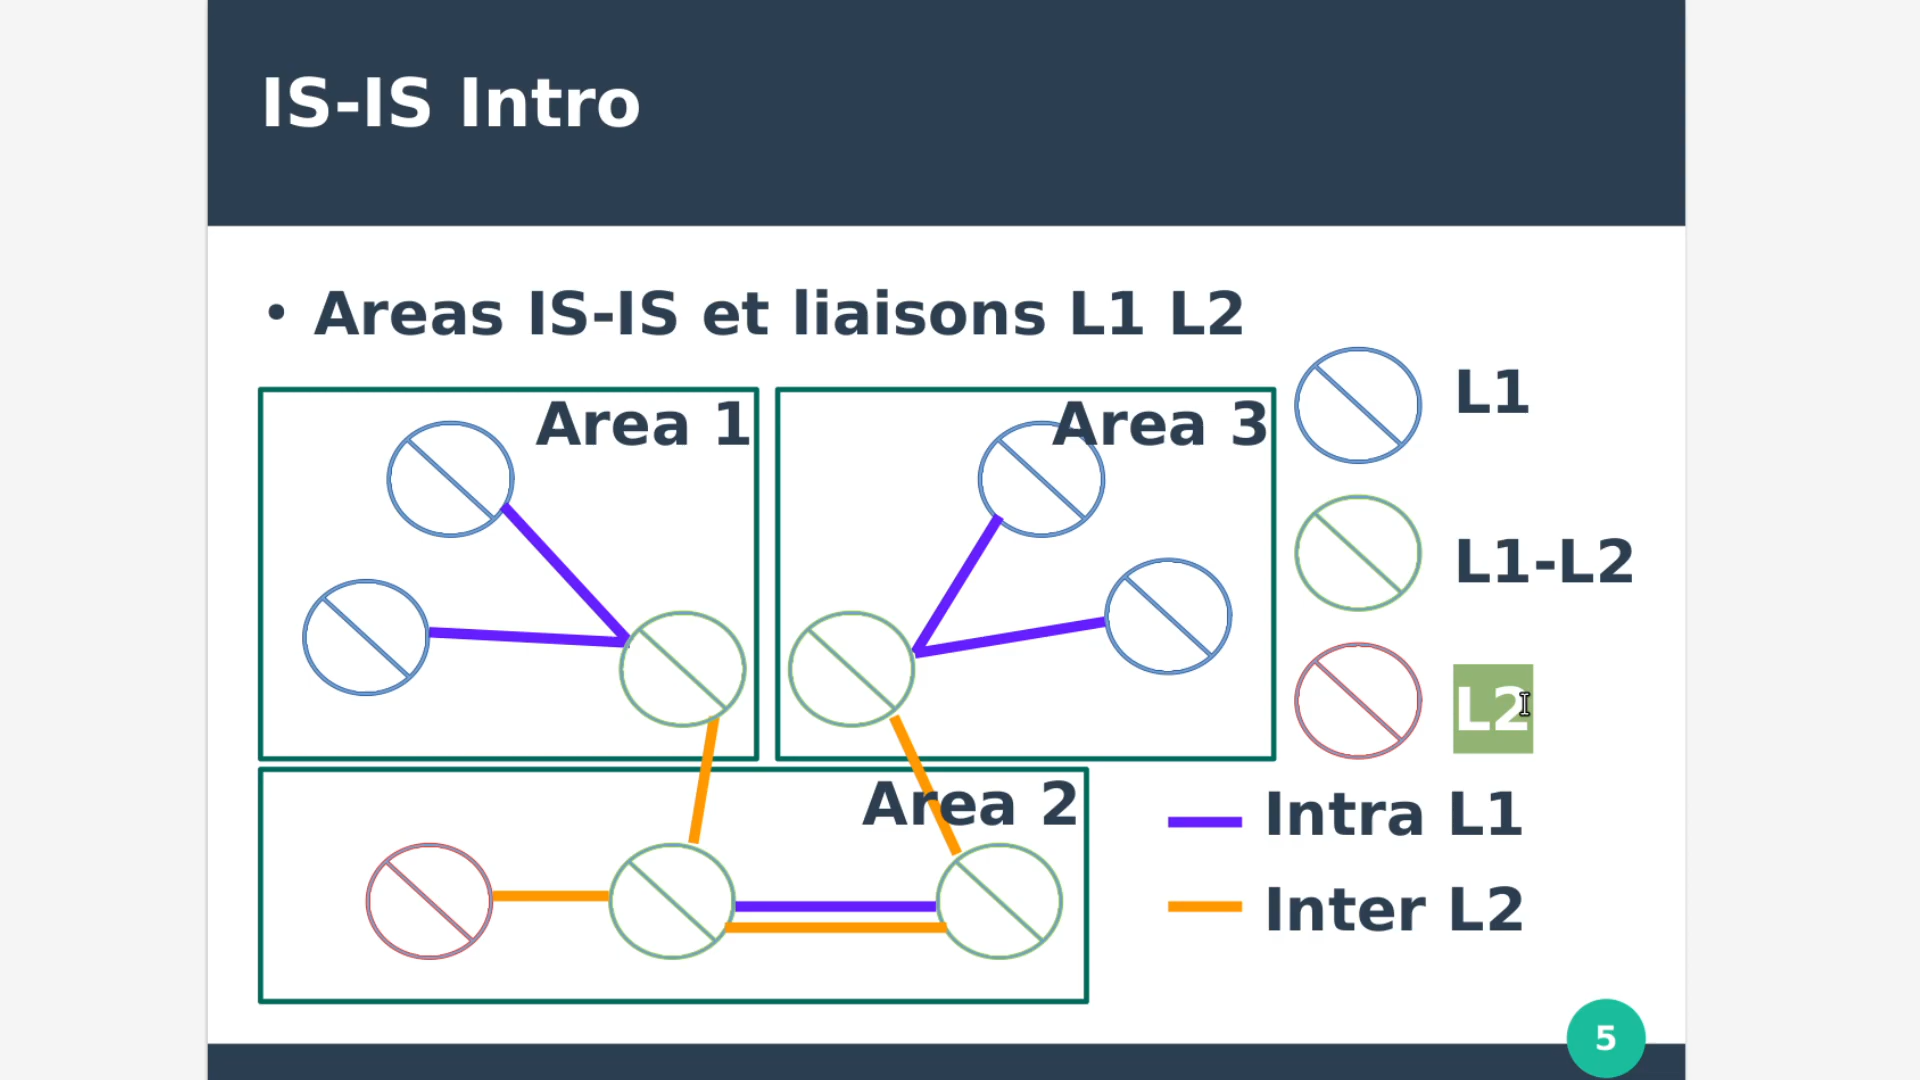 IS-IS Intro
• Areas IS-IS et liaisons L1 L2
Area 1
Area 3
L1
L1-L2
L2
Area 2
Intra L1
Inter L2
5